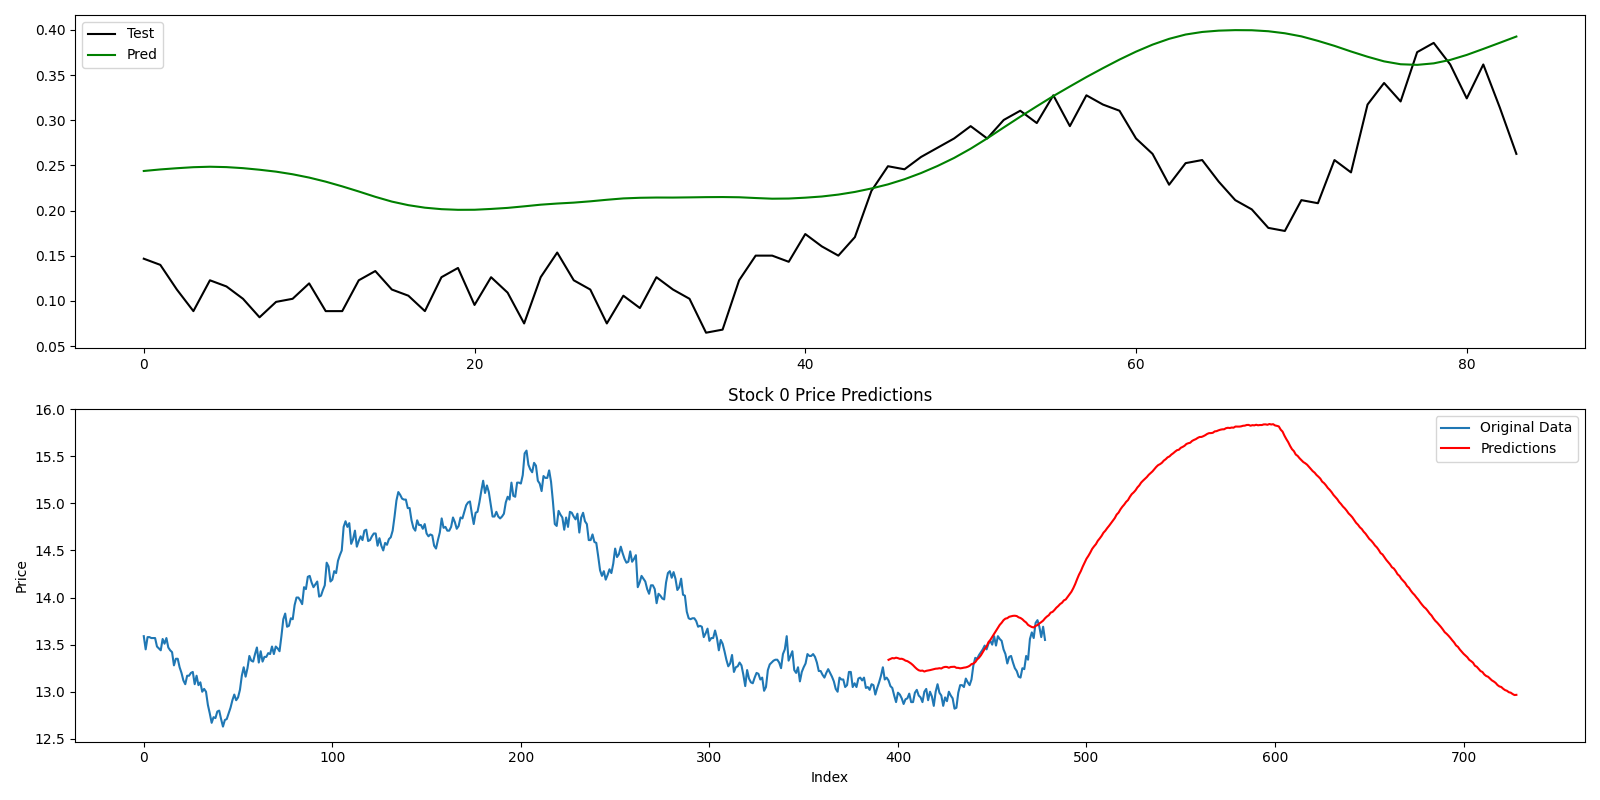 Test
Pred
0.40
0.35
0.30
0.25
0.20
0.15
0.10
0.05
0 20 40 60 80
Stock 0 Price Predictions
Original Data
Predictions
Price
16.0
15.5
15.0
14.5
14.0
13.5
13.0
12.5
0 100 200 300 400 500 600 700
Index